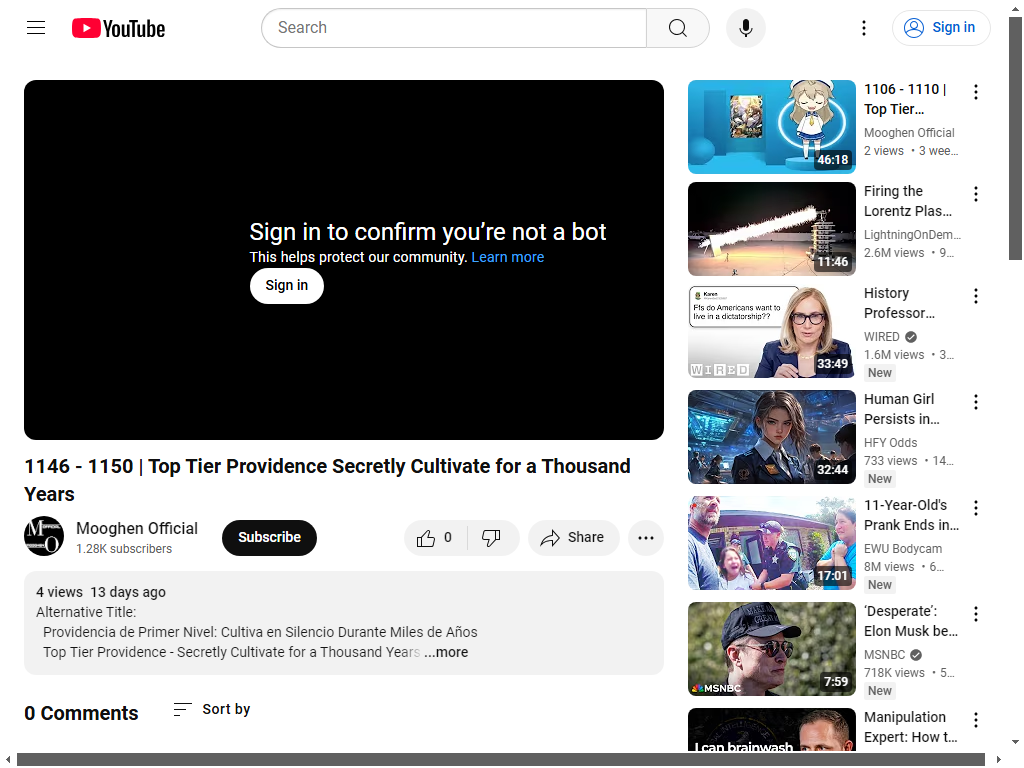 YouTube
Search
Sign in
Sign in to confirm you’re not a bot
This helps protect our community. Learn more
Sign in
1146 - 1150 | Top Tier Providence Secretly Cultivate for a Thousand
Years
Mooghen Official
1.28K subscribers
Subscribe
0
Share
4 views 13 days ago
Alternative Title:
Providencia de Primer Nivel: Cultiva en Silencio Durante Miles de Años
Top Tier Providence - Secretly Cultivate for a Thousand Years ...more
0 Comments
Sort by
46:18
1106 - 1110 |
Top Tier…
Mooghen Official
2 views • 3 wee…
11:46
Firing the
Lorentz Plas…
LightningOnDem…
2.6M views • 9…
Karen
Pls do Americans want to
live in a dictatorship??
WIRED
33:49
History
Professor…
WIRED
1.6M views • 3…
New
32:44
Human Girl
Persists in…
HFY Odds
733 views • 14…
New
17:01
11-Year-Old's
Prank Ends in…
EWU Bodycam
8M views • 6…
New
MSNBC
7:59
‘Desperate’:
Elon Musk be…
MSNBC
718K views • 5…
New
I can brainwash
Manipulation
Expert: How t…